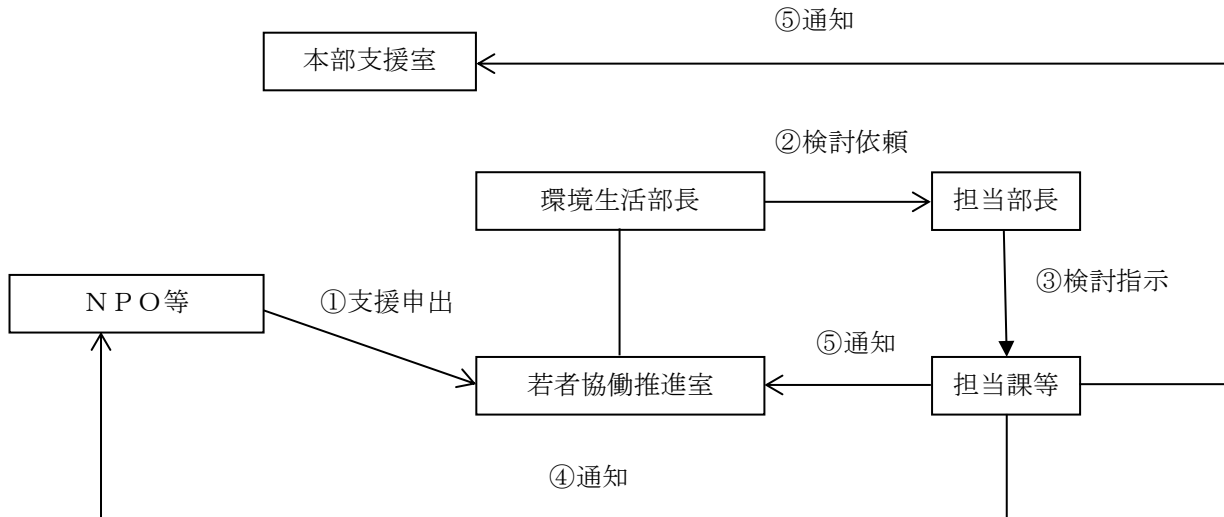 ⑤通知
本部支援室
②検討依頼
環境生活部長
担当部長
③検討指示
ＮＰＯ等
①支援申出
⑤通知
若者協働推進室
担当課等
④通知